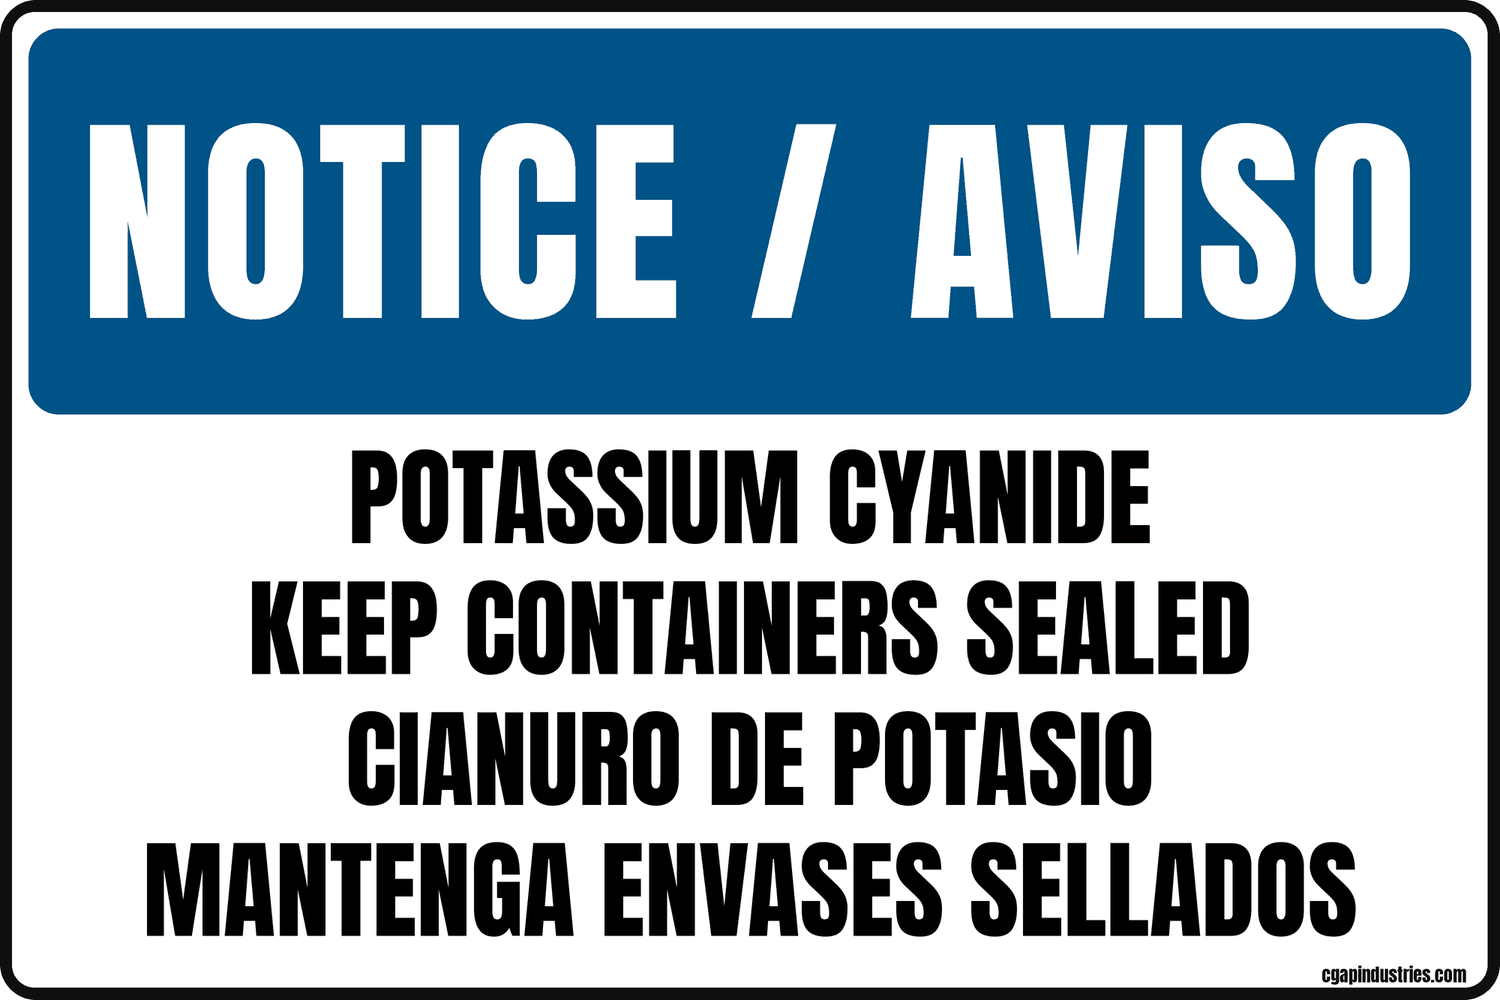 NOTICE / AVISO
POTASSIUM CYANIDE
KEEP CONTAINERS SEALED
CIANURO DE POTASIO
MANTENGA ENVASES SELLADOS
cgapindustries.com